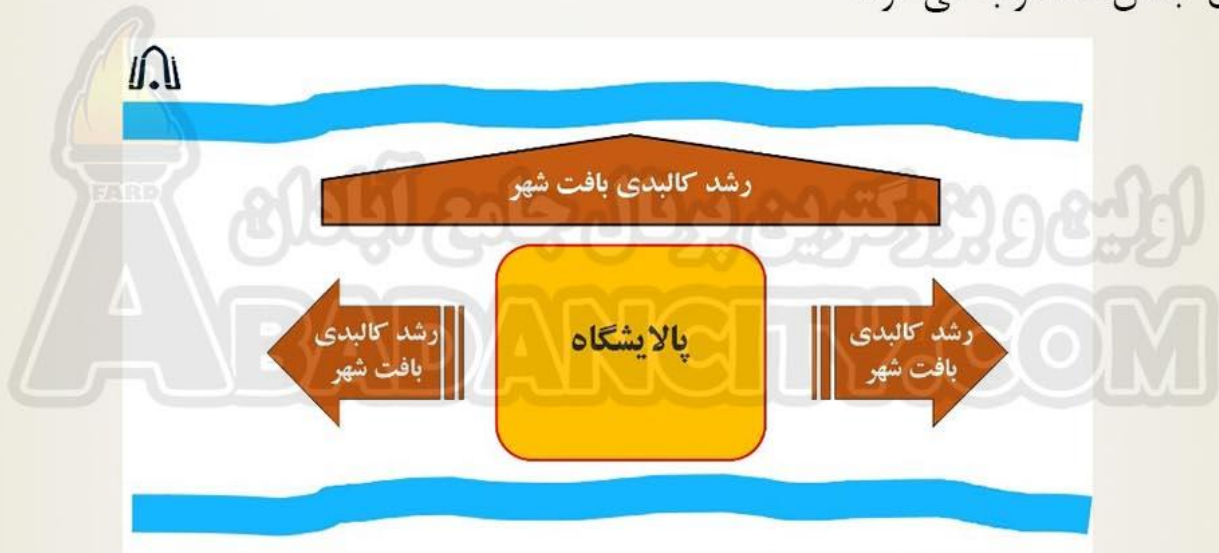 رشد کالبدی بافت شهر
اولین و بزرگترین پرتال جامع آبادان
FARD
رشد کالبدی
بافت شهر
پالایشگاه
رشد کالبدی
بافت شهر
ABADANCITY.COM